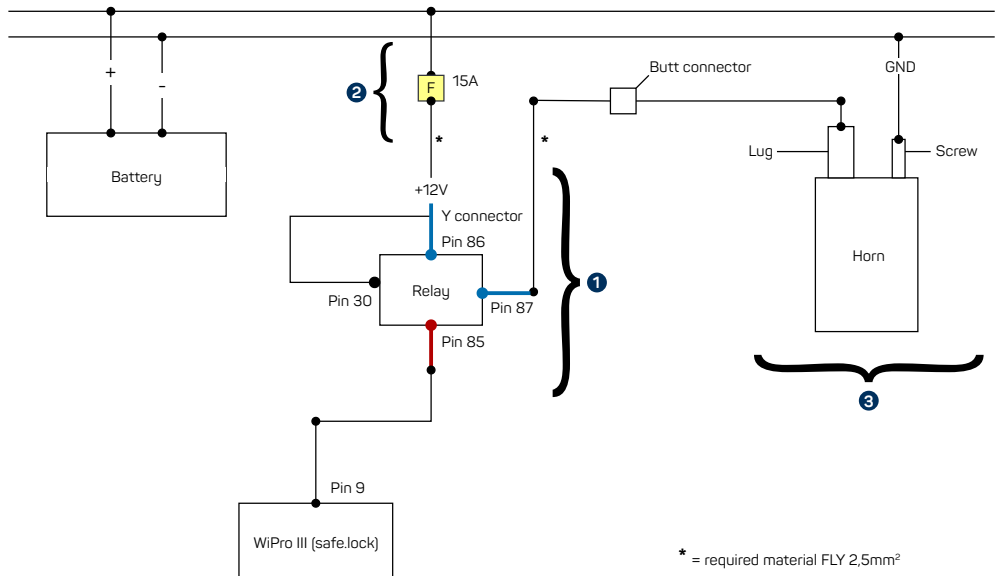 +
-
Battery
2
F
15A
*
+12V
Y connector
Pin 86
Pin 30
Relay
Pin 87
Pin 85
1
*
Butt connector
GND
Lug
Screw
Horn
3
Pin 9
WiPro III (safe.lock)
* = required material FLY 2,5mm²